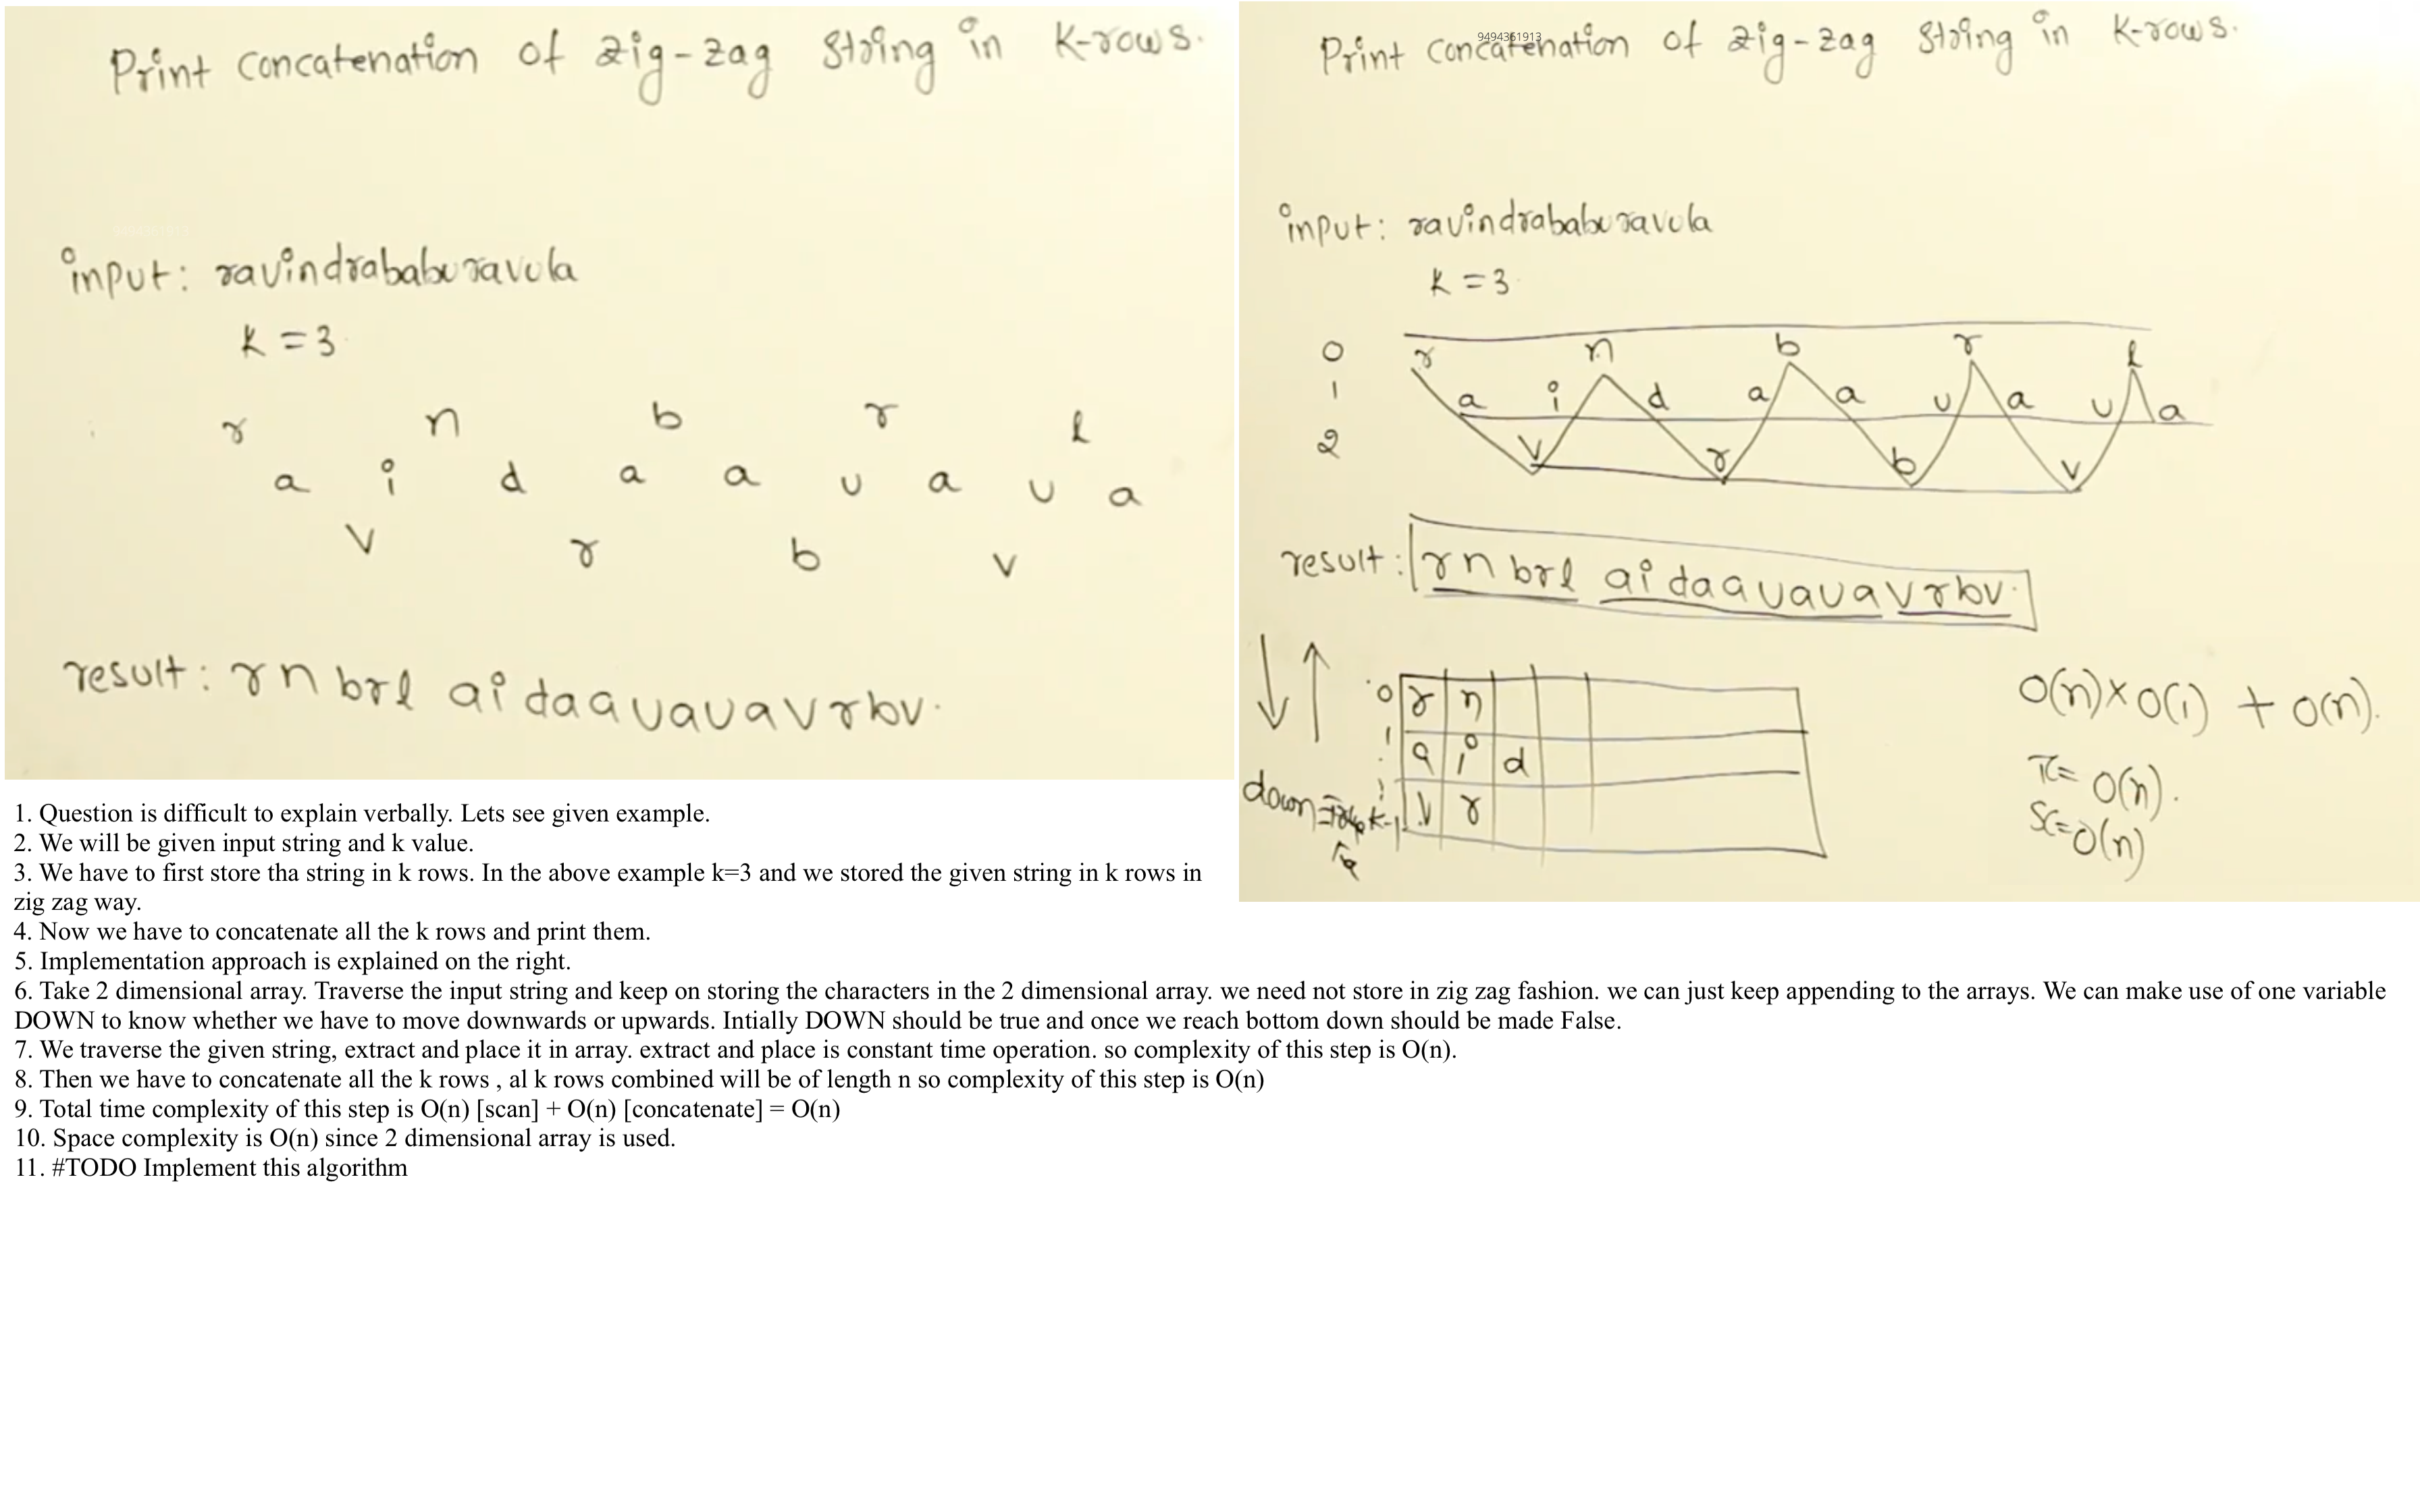 Print concatenation of zig-zag string in K-rows.
input: ravindrababuravula
K = 3
r n b r l
a i d a a u a u a
v r b v
result: rnbrl aidaauauavrbv.
Print concatenation of zig-zag string in K-rows.
9494361913
input: ravindrababuravula
K = 3
0 r n b r l
1 a i d a a u a u a
2 v r b v
result: rnbrl aidaauauavrbv.
0 r n
1 a i d
K-1 v r
down =
O(n) x O(1) + O(n).
TC= O(n).
SC=O(n)
1. Question is difficult to explain verbally. Lets see given example.
2. We will be given input string and k value.
3. We have to first store tha string in k rows. In the above example k=3 and we stored the given string in k rows in
zig zag way.
4. Now we have to concatenate all the k rows and print them.
5. Implementation approach is explained on the right.
6. Take 2 dimensional array. Traverse the input string and keep on storing the characters in the 2 dimensional array. we need not store in zig zag fashion. we can just keep appending to the arrays. We can make use of one variable
DOWN to know whether we have to move downwards or upwards. Intially DOWN should be true and once we reach bottom down should be made False.
7. We traverse the given string, extract and place it in array. extract and place is constant time operation. so complexity of this step is O(n).
8. Then we have to concatenate all the k rows , al k rows combined will be of length n so complexity of this step is O(n)
9. Total time complexity of this step is O(n) [scan] + O(n) [concatenate] = O(n)
10. Space complexity is O(n) since 2 dimensional array is used.
11. #TODO Implement this algorithm